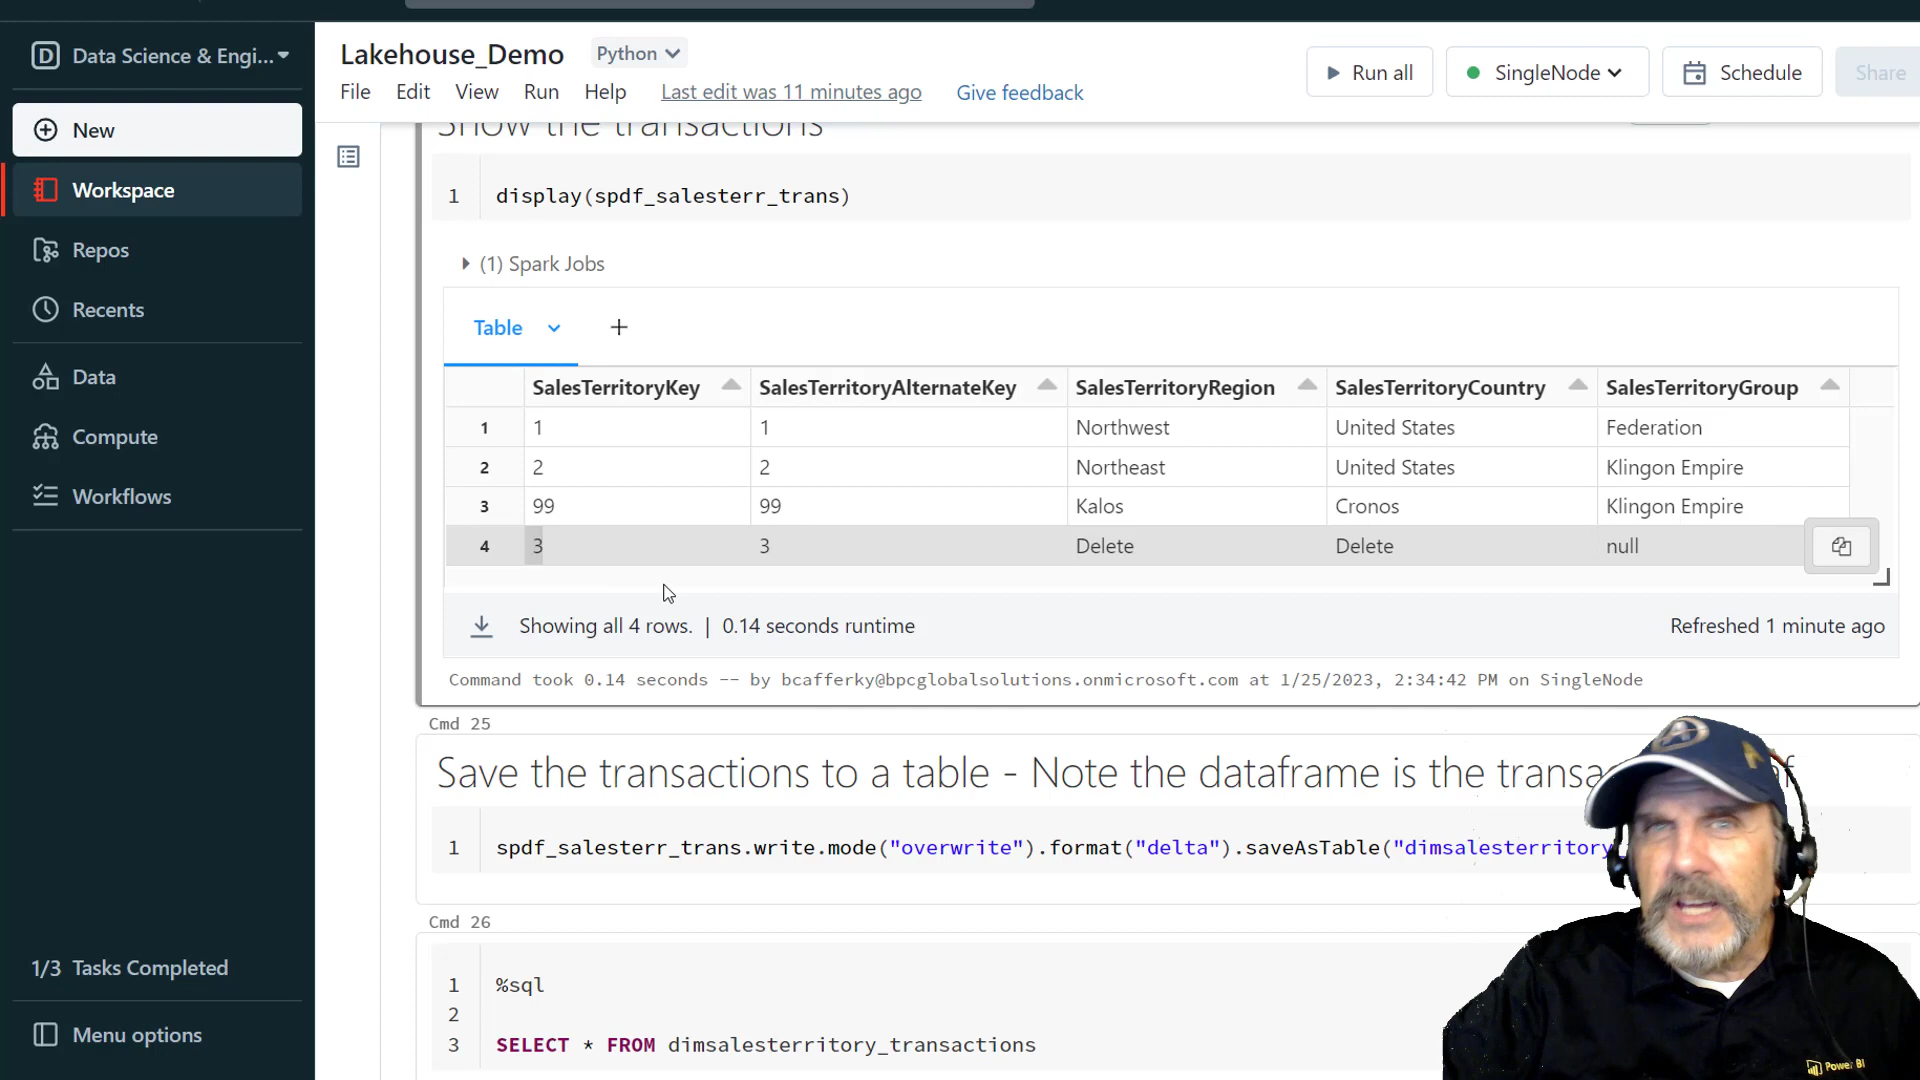 Data Science & Engi...
New
Workspace
Repos
Recents
Data
Compute
Workflows
1/3 Tasks Completed
Menu options
Lakehouse_Demo Python
File Edit View Run Help Last edit was 11 minutes ago Give feedback
Run all SingleNode Schedule Share
Show the transactions
1 display(spdf_salesterr_trans)
(1) Spark Jobs
Table +
SalesTerritoryKey SalesTerritoryAlternateKey SalesTerritoryRegion SalesTerritoryCountry SalesTerritoryGroup
1 1 1 Northwest United States Federation
2 2 2 Northeast United States Klingon Empire
3 99 99 Kalos Cronos Klingon Empire
4 3 3 Delete Delete null
Showing all 4 rows. | 0.14 seconds runtime Refreshed 1 minute ago
Command took 0.14 seconds -- by bcafferky@bpcglobalsolutions.onmicrosoft.com at 1/25/2023, 2:34:42 PM on SingleNode
Cmd 25
Save the transactions to a table - Note the dataframe is the
1 spdf_salesterr_trans.write.mode("overwrite").format("delta").saveAsTable("dimsalesterritory
Cmd 26
1 %sql
2
3 SELECT * FROM dimsalesterritory_transactions
Power BI